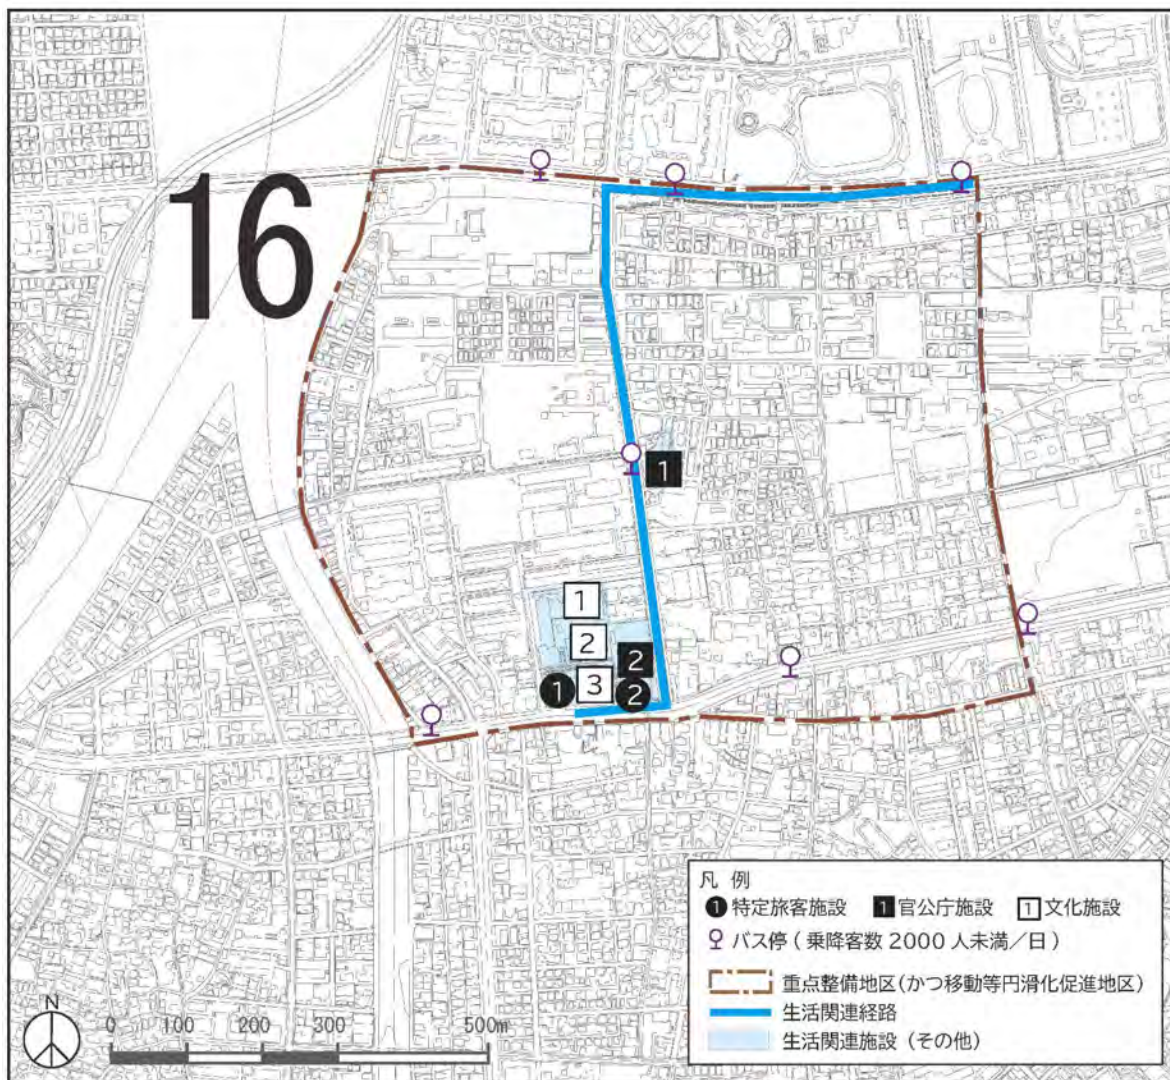 16
1
1
2
2
3
1
2
凡 例
❶特定旅客施設 1官公庁施設 1文化施設
バス停(乗降客数2000人未満/日)
重点整備地区(かつ移動等円滑化促進地区)
生活関連経路
生活関連施設(その他)
N
0 100 200 300 500m